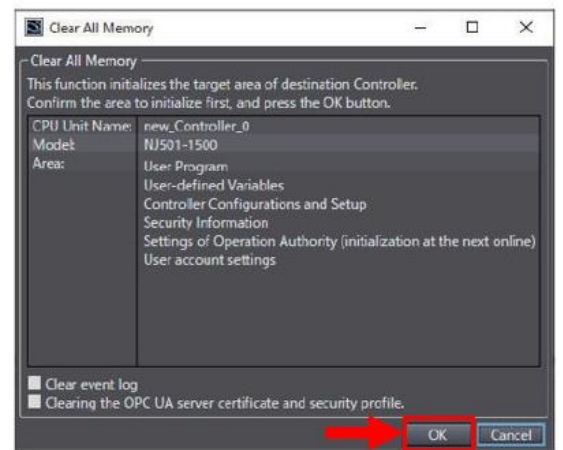 Clear All Memory
Clear All Memory
This function initializes the target area of destination Controller.
Confirm the area to initialize first, and press the OK button.
CPU Unit Name: new_Controller_0
Model: NJ501-1500
Area: User Program
User-defined Variables
Controller Configurations and Setup
Security Information
Settings of Operation Authority (initialization at the next online)
User account settings
Clear event log
Clearing the OPC UA server certificate and security profile.
OK Cancel